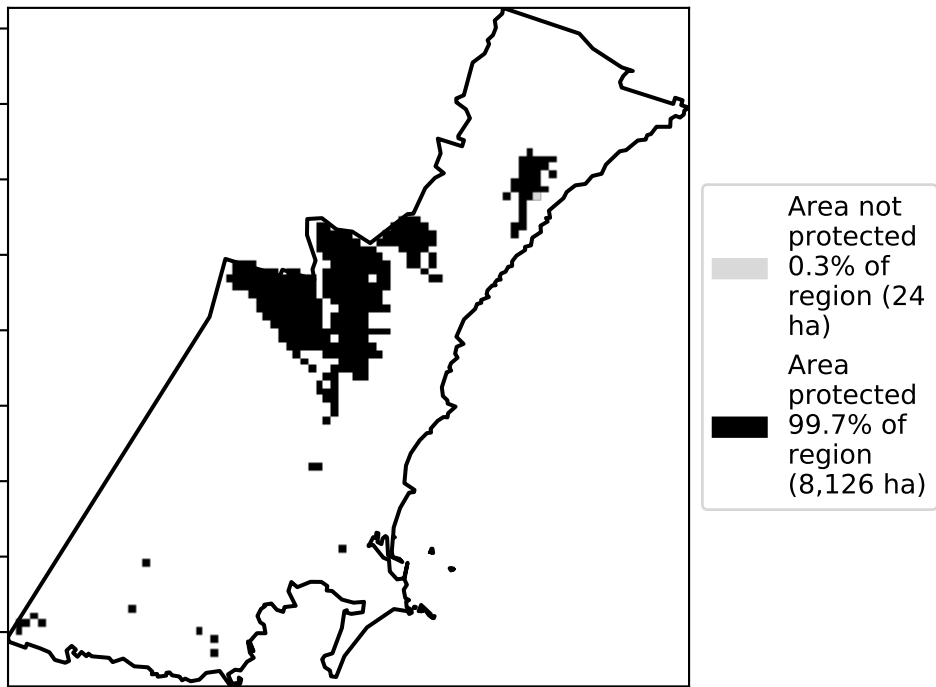 Area not
protected
0.3% of
region (24
ha)
Area
protected
99.7% of
region
(8,126 ha)